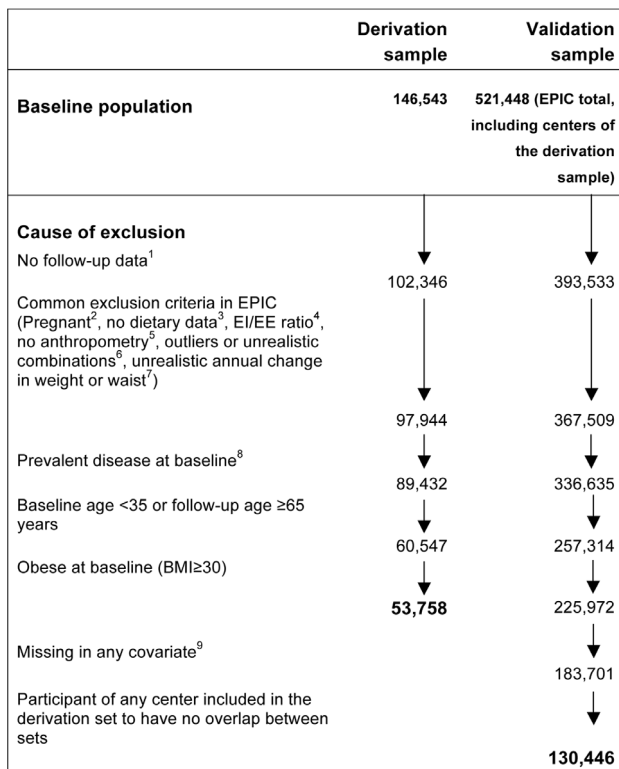 Derivation sample Validation sample
Baseline population 146,543 521,448 (EPIC total, including centers of the derivation sample)
Cause of exclusion
No follow-up data1
102,346 393,533
Common exclusion criteria in EPIC
(Pregnant2, no dietary data3, EI/EE ratio4,
no anthropometry5, outliers or unrealistic
combinations6, unrealistic annual change
in weight or waist7)
97,944 367,509
Prevalent disease at baseline8
89,432 336,635
Baseline age <35 or follow-up age ≥65
years
60,547 257,314
Obese at baseline (BMI≥30)
53,758 225,972
Missing in any covariate9
183,701
Participant of any center included in the
derivation set to have no overlap between
sets
130,446